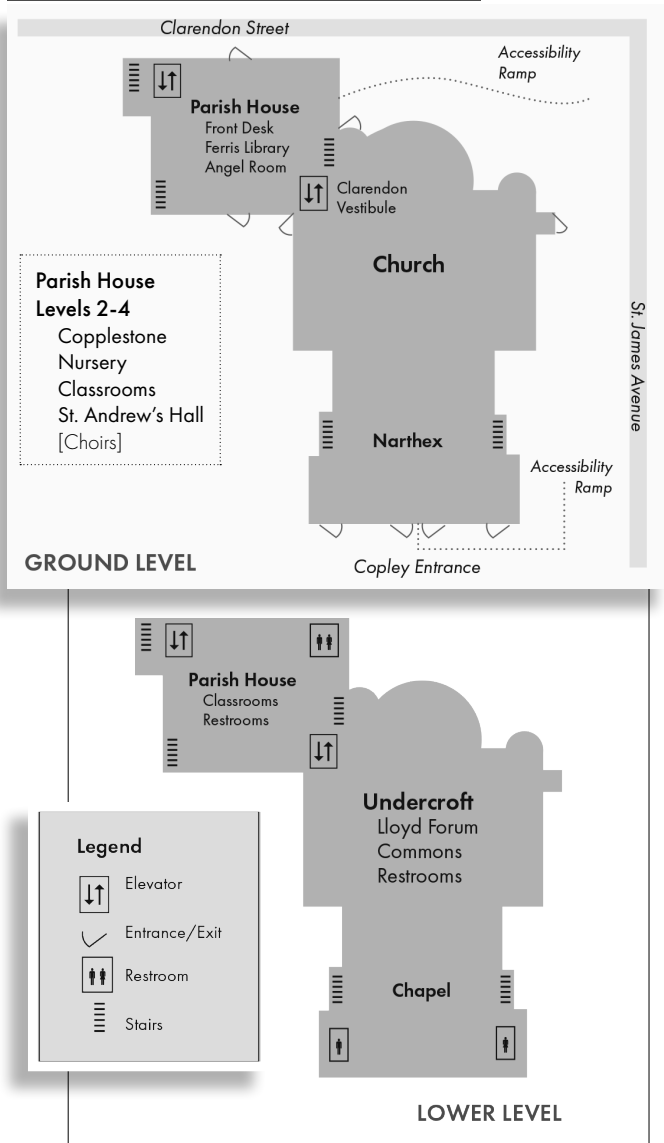 Clarendon Street
Accessibility
Ramp
Parish House
Front Desk
Ferris Library
Angel Room
Clarendon
Vestibule
Church
Parish House
Levels 2-4
Copplestone
Nursery
Classrooms
St. Andrew's Hall
[Choirs]
St. James Avenue
Narthex
Accessibility
Ramp
GROUND LEVEL
Copley Entrance
Parish House
Classrooms
Restrooms
Undercroft
Lloyd Forum
Commons
Restrooms
Legend
Elevator
Entrance/Exit
Restroom
Stairs
Chapel
LOWER LEVEL